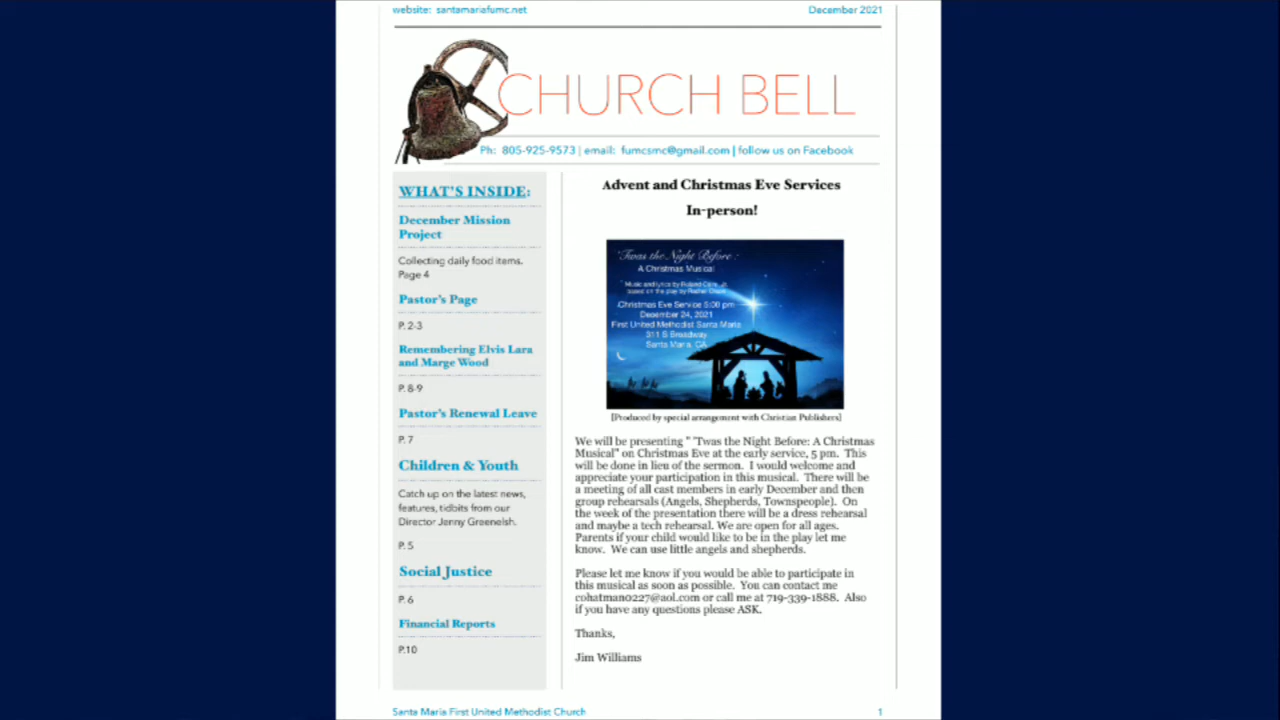 website: santamariafumc.net
December 2021
CHURCH BELL
Ph: 805-925-9573 | email: fumcsmc@gmail.com | follow us on Facebook
WHAT'S INSIDE:
December Mission
Project
Collecting daily food items.
Page 4
Pastor's Page
P. 2-3
Remembering Elvis Lara
and Marge Wood
P. 8-9
Pastor's Renewal Leave
P. 7
Children & Youth
Catch up on the latest news,
features, tidbits from our
Director Jenny Greenelsh.
P. 5
Social Justice
P. 6
Financial Reports
P.10
Advent and Christmas Eve Services
In-person!
'Twas the Night Before :
A Christmas Musical
Music and lyrics by Roland
based on the play by Rachel
Christmas Eve Service 5:00 pm
December 24, 2021
First United Methodist Santa Maria
311 S Broadway
Santa Maria, CA
[Produced by special arrangement with Christian Publishers]
We will be presenting " 'Twas the Night Before: A Christmas
Musical" on Christmas Eve at the early service, 5 pm. This
will be done in lieu of the sermon. I would welcome and
appreciate your participation in this musical. There will be
a meeting of all cast members in early December and then
group rehearsals (Angels, Shepherds, Townspeople). On
the week of the presentation there will be a dress rehearsal
and maybe a tech rehearsal. We are open for all ages.
Parents if your child would like to be in the play let me
know. We can use little angels and shepherds.
Please let me know if you would be able to participate in
this musical as soon as possible. You can contact me
cohatman0227@aol.com or call me at 719-339-1888. Also
if you have any questions please ASK.
Thanks,
Jim Williams
Santa Maria First United Methodist Church
1